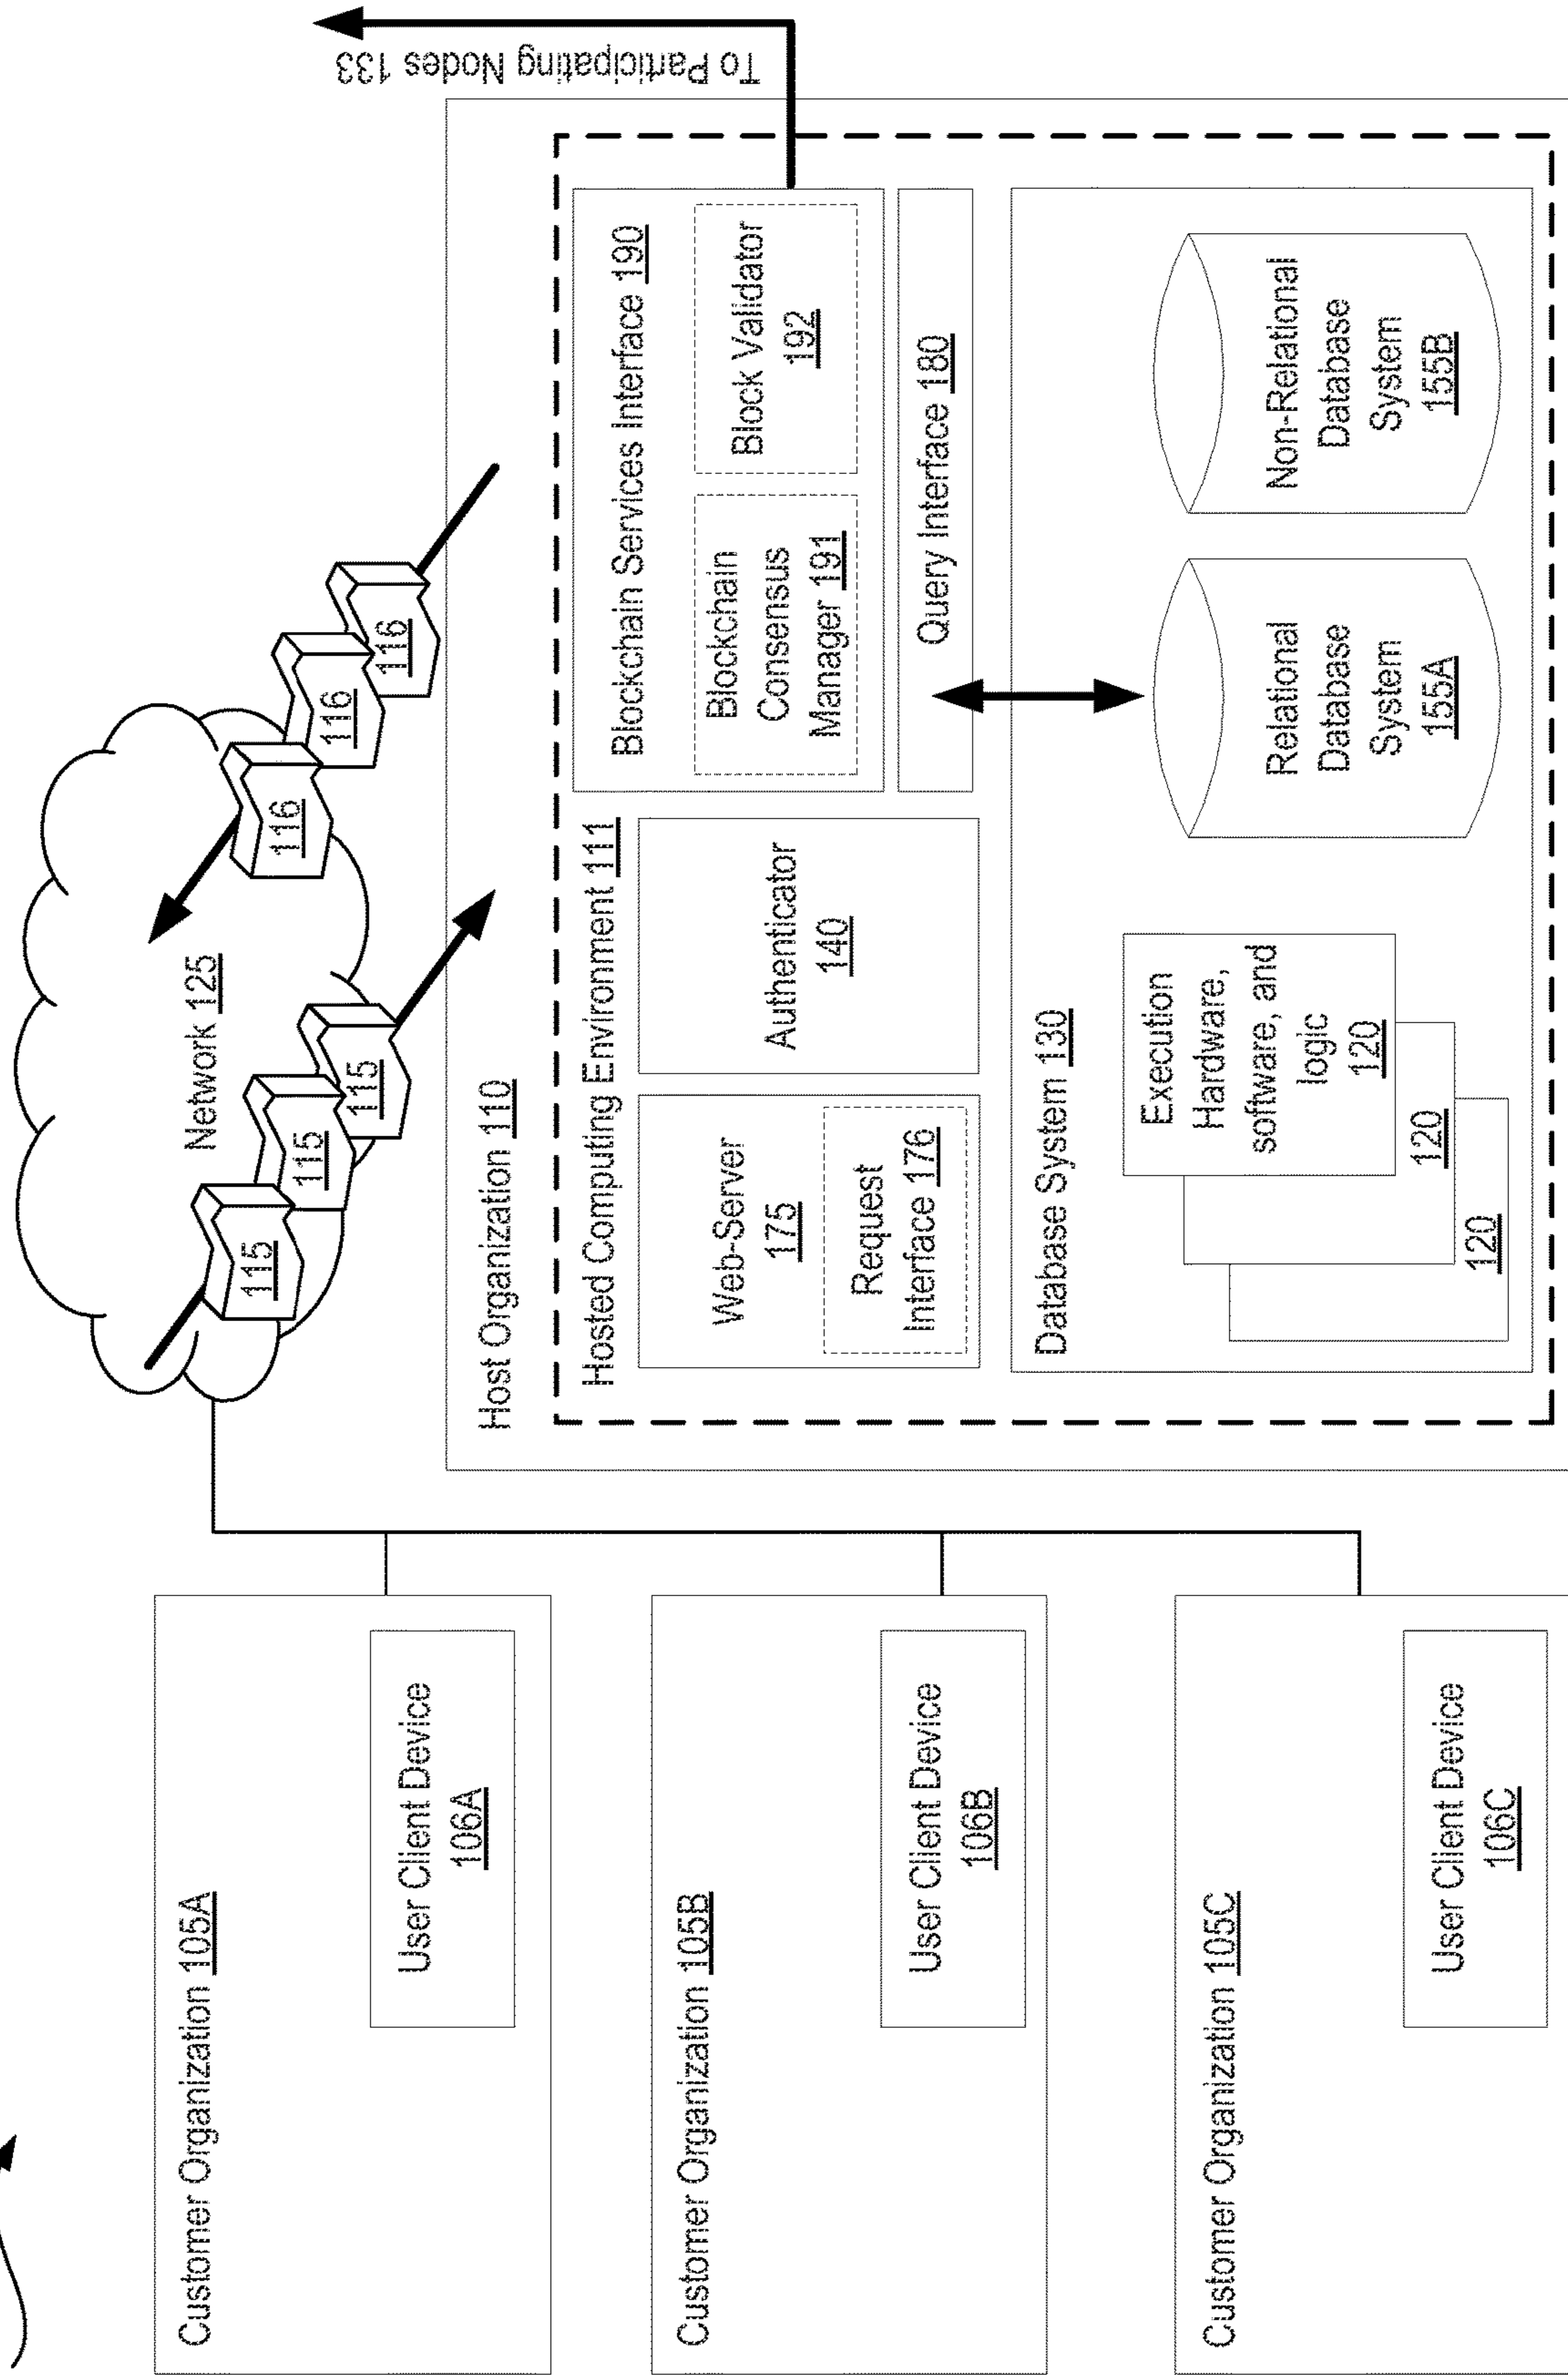 Customer Organization 105A
User Client Device
106A
Customer Organization 105B
User Client Device
106B
Customer Organization 105C
User Client Device
106C
Network 125
115
115
115
116
116
116
To Participating Nodes 133
Host Organization 110
Hosted Computing Environment 111
Web-Server
175
Request
Interface 176
Authenticator
140
Blockchain Services Interface 190
Blockchain
Consensus
Manager 191
Block Validator
192
Query Interface 180
Database System 130
Execution
Hardware,
software, and
logic
120
120
120
Relational
Database
System
155A
Non-Relational
Database
System
155B